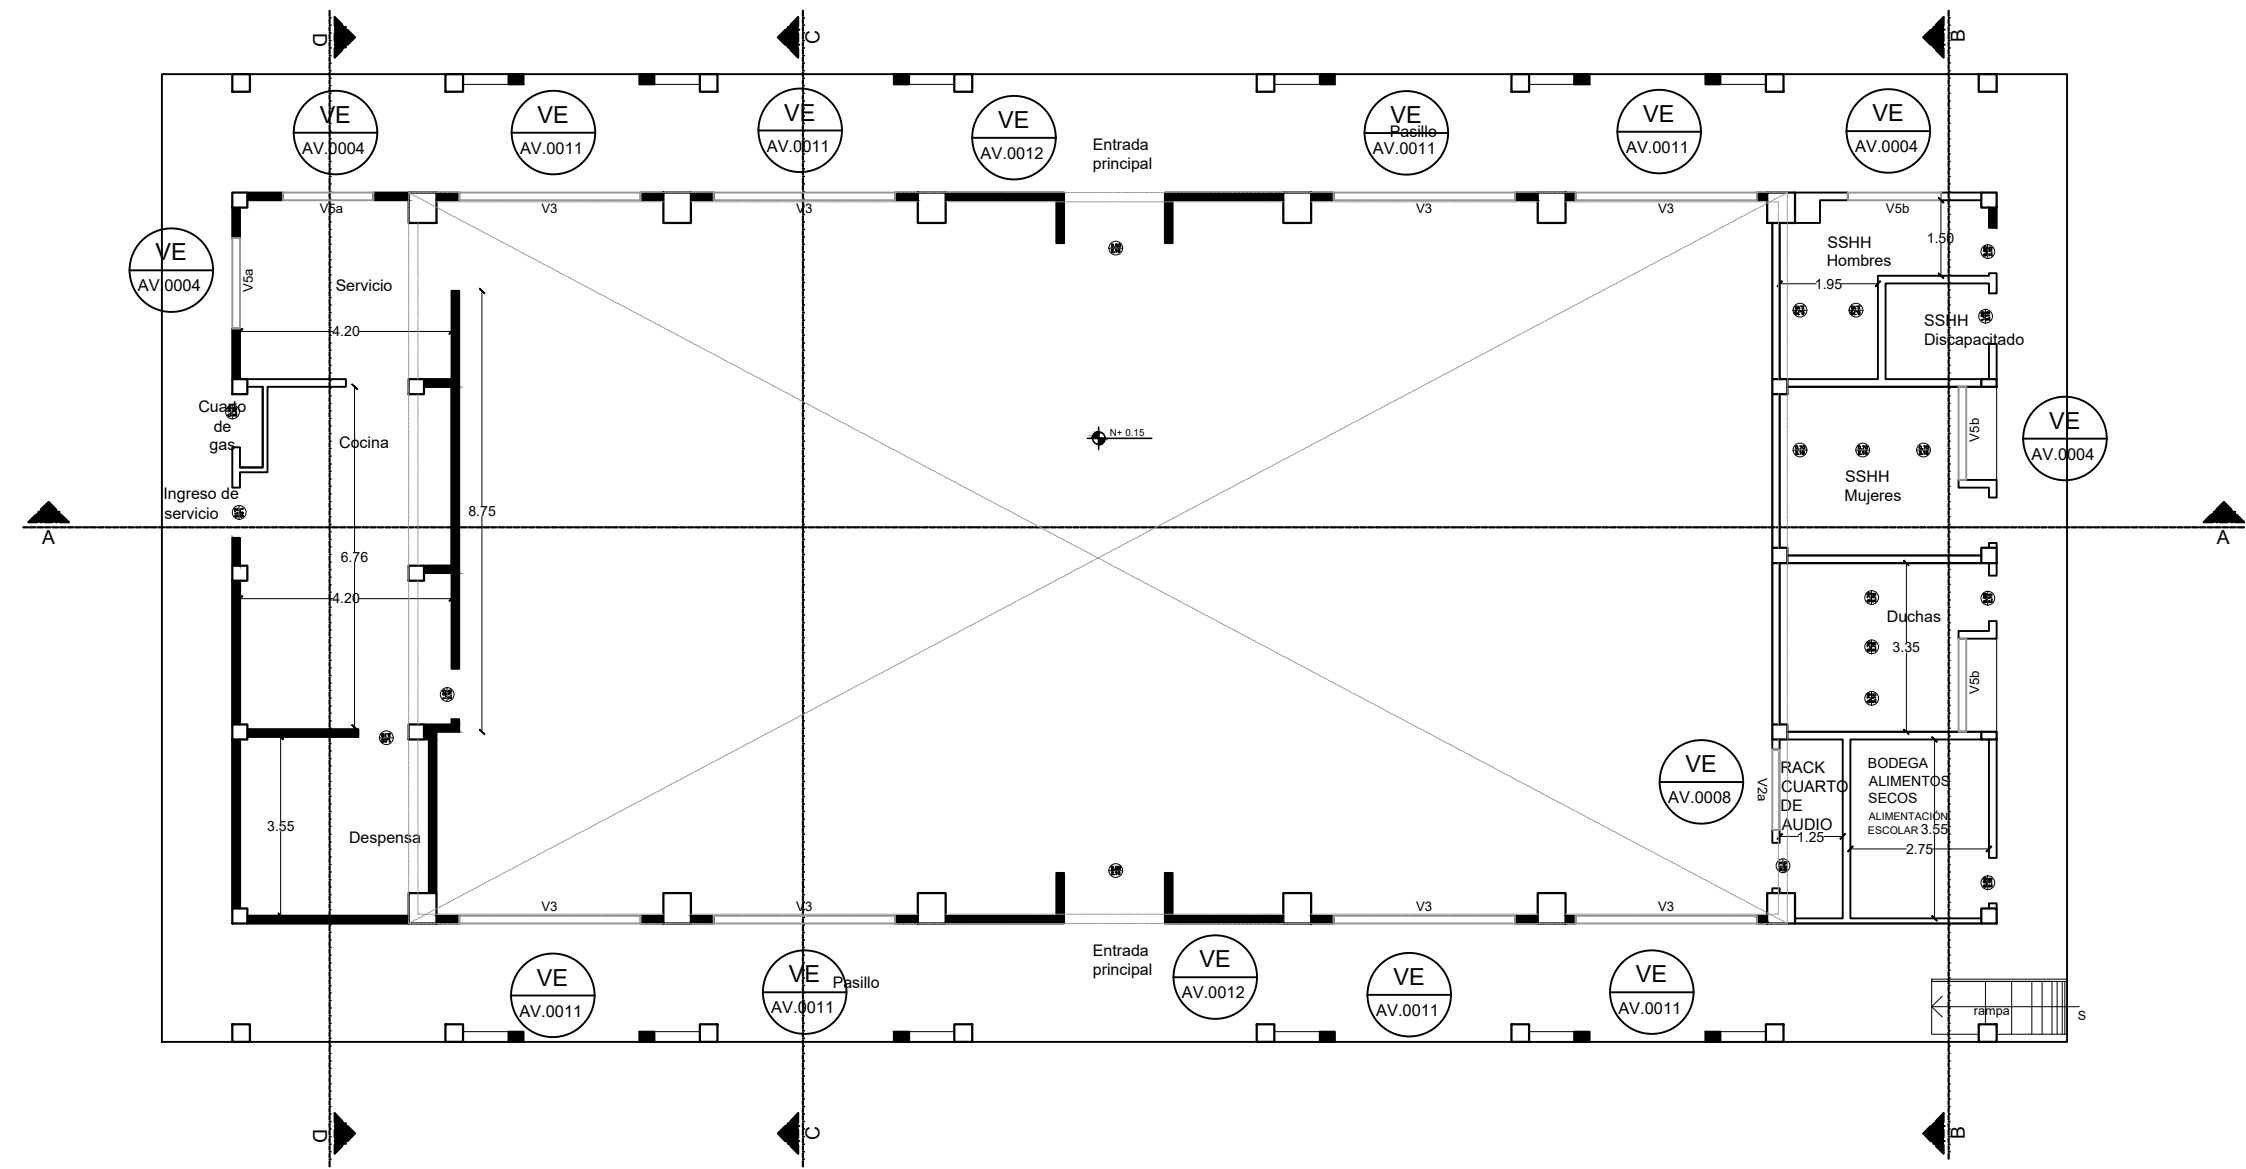 D
C
B
VE
AV.0004
VE
AV.0011
VE
AV.0011
VE
AV.0012
Entrada
principal
VE
Pasillo
AV.0011
VE
AV.0011
VE
AV.0004
V5a
V3
V3
V3
V3
V5b
VE
AV.0004
V5a
Servicio
4.20
SSHH
Hombres
1.50
1.95
SSHH
Discapacitado
Cuarto
de
gas
Cocina
N+ 0.15
V5b
VE
AV.0004
SSHH
Mujeres
Ingreso de
servicio
8.75
A
A
6.76
4.20
Duchas
3.35
V5b
VE
AV.0008
V2a
RACK
CUARTO
DE
AUDIO
1.25
BODEGA
ALIMENTOS
SECOS
ALIMENTACIÓN
ESCOLAR
3.55
2.75
3.55
Despensa
V3
V3
V3
V3
Entrada
principal
VE
AV.0011
VE
AV.0011
Pasillo
VE
AV.0012
VE
AV.0011
VE
AV.0011
rampa
S
D
C
B